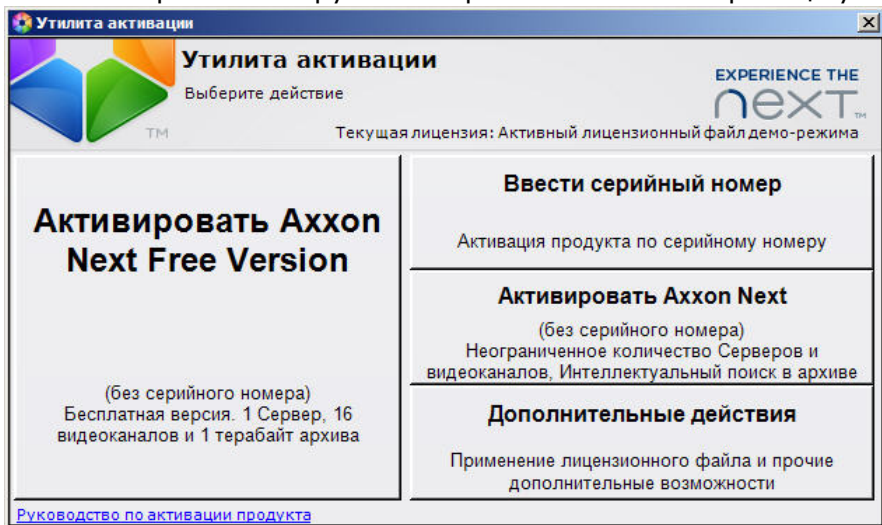 Утилита активации
Утилита активации
Выберите действие
EXPERIENCE THE
next TM
TM
Текущая лицензия: Активный лицензионный файл демо-режима
Активировать Axxon
Next Free Version
(без серийного номера)
Бесплатная версия. 1 Сервер, 16
видеоканалов и 1 терабайт архива
Ввести серийный номер
Активация продукта по серийному номеру
Активировать Axxon Next
(без серийного номера)
Неограниченное количество Серверов и
видеоканалов, Интеллектуальный поиск в архиве
Дополнительные действия
Применение лицензионного файла и прочие
дополнительные возможности
Руководство по активации продукта